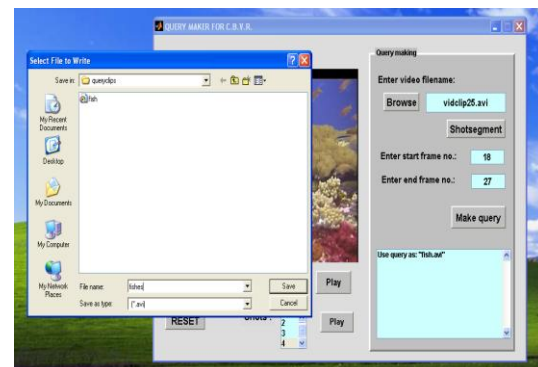 QUERY MAKER FOR C.B.V.R.
Select File to Write
Save in:
queryclips
fish
My Recent
Documents
Desktop
My Documents
My Computer
My Network
Places
File name:
fishes
Save
Save as type:
(*.avi)
Cancel
Query making
Enter video filename:
Browse
vidclip25.avi
Shotsegment
Enter start frame no.:
18
Enter end frame no.:
27
Make query
Use query as: "fish.avi"
Play
RESET
2
3
4
Play